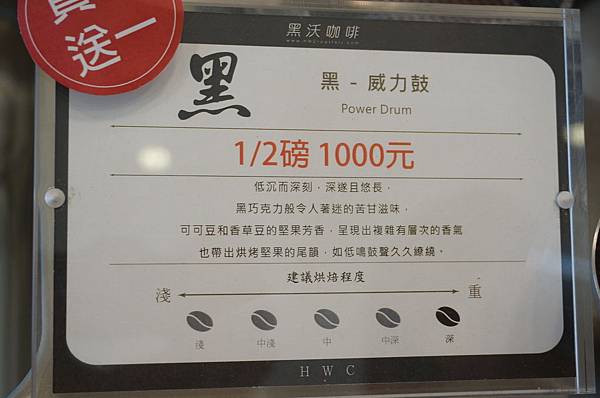 送一
黑沃咖啡
黑
黑 - 威力鼓
Power Drum
1/2磅 1000元
低沉而深刻，深遂且悠長，
黑巧克力般令人著迷的苦甘滋味，
可可豆和香草豆的堅果芳香，呈現出複雜有層次的香氣
也帶出烘烤堅果的尾韻，如低鳴鼓聲久久繚繞。
建議烘焙程度
淺 重
淺 中淺 中 中深 深
H W C